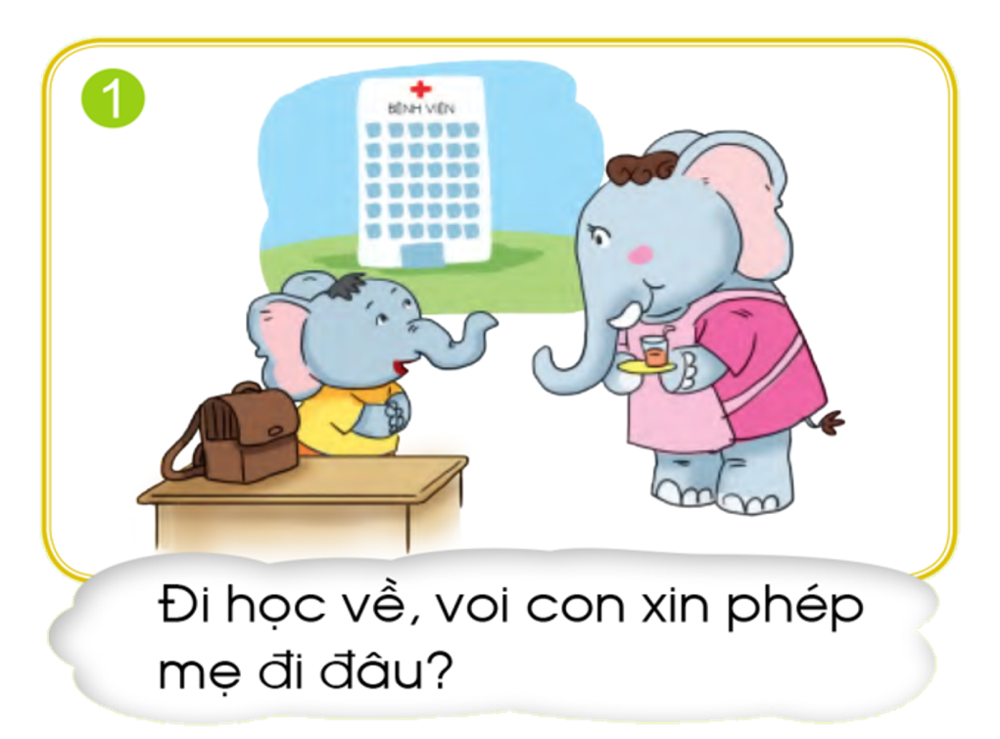 1
BỆNH VIỆN
Đi học về, voi con xin phép
mẹ đi đâu?